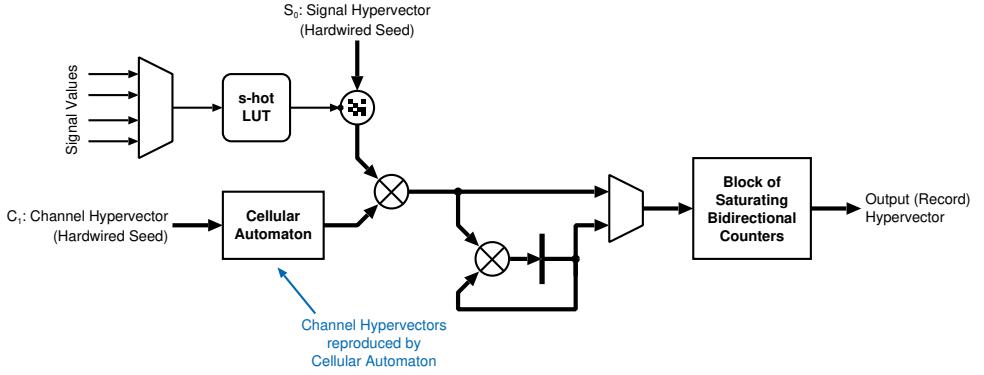 S₀: Signal Hypervector
(Hardwired Seed)
Signal Values
s-hot
LUT
C₁: Channel Hypervector
(Hardwired Seed)
Cellular
Automaton
Block of
Saturating
Bidirectional
Counters
Output (Record)
Hypervector
Channel Hypervectors
reproduced by
Cellular Automaton